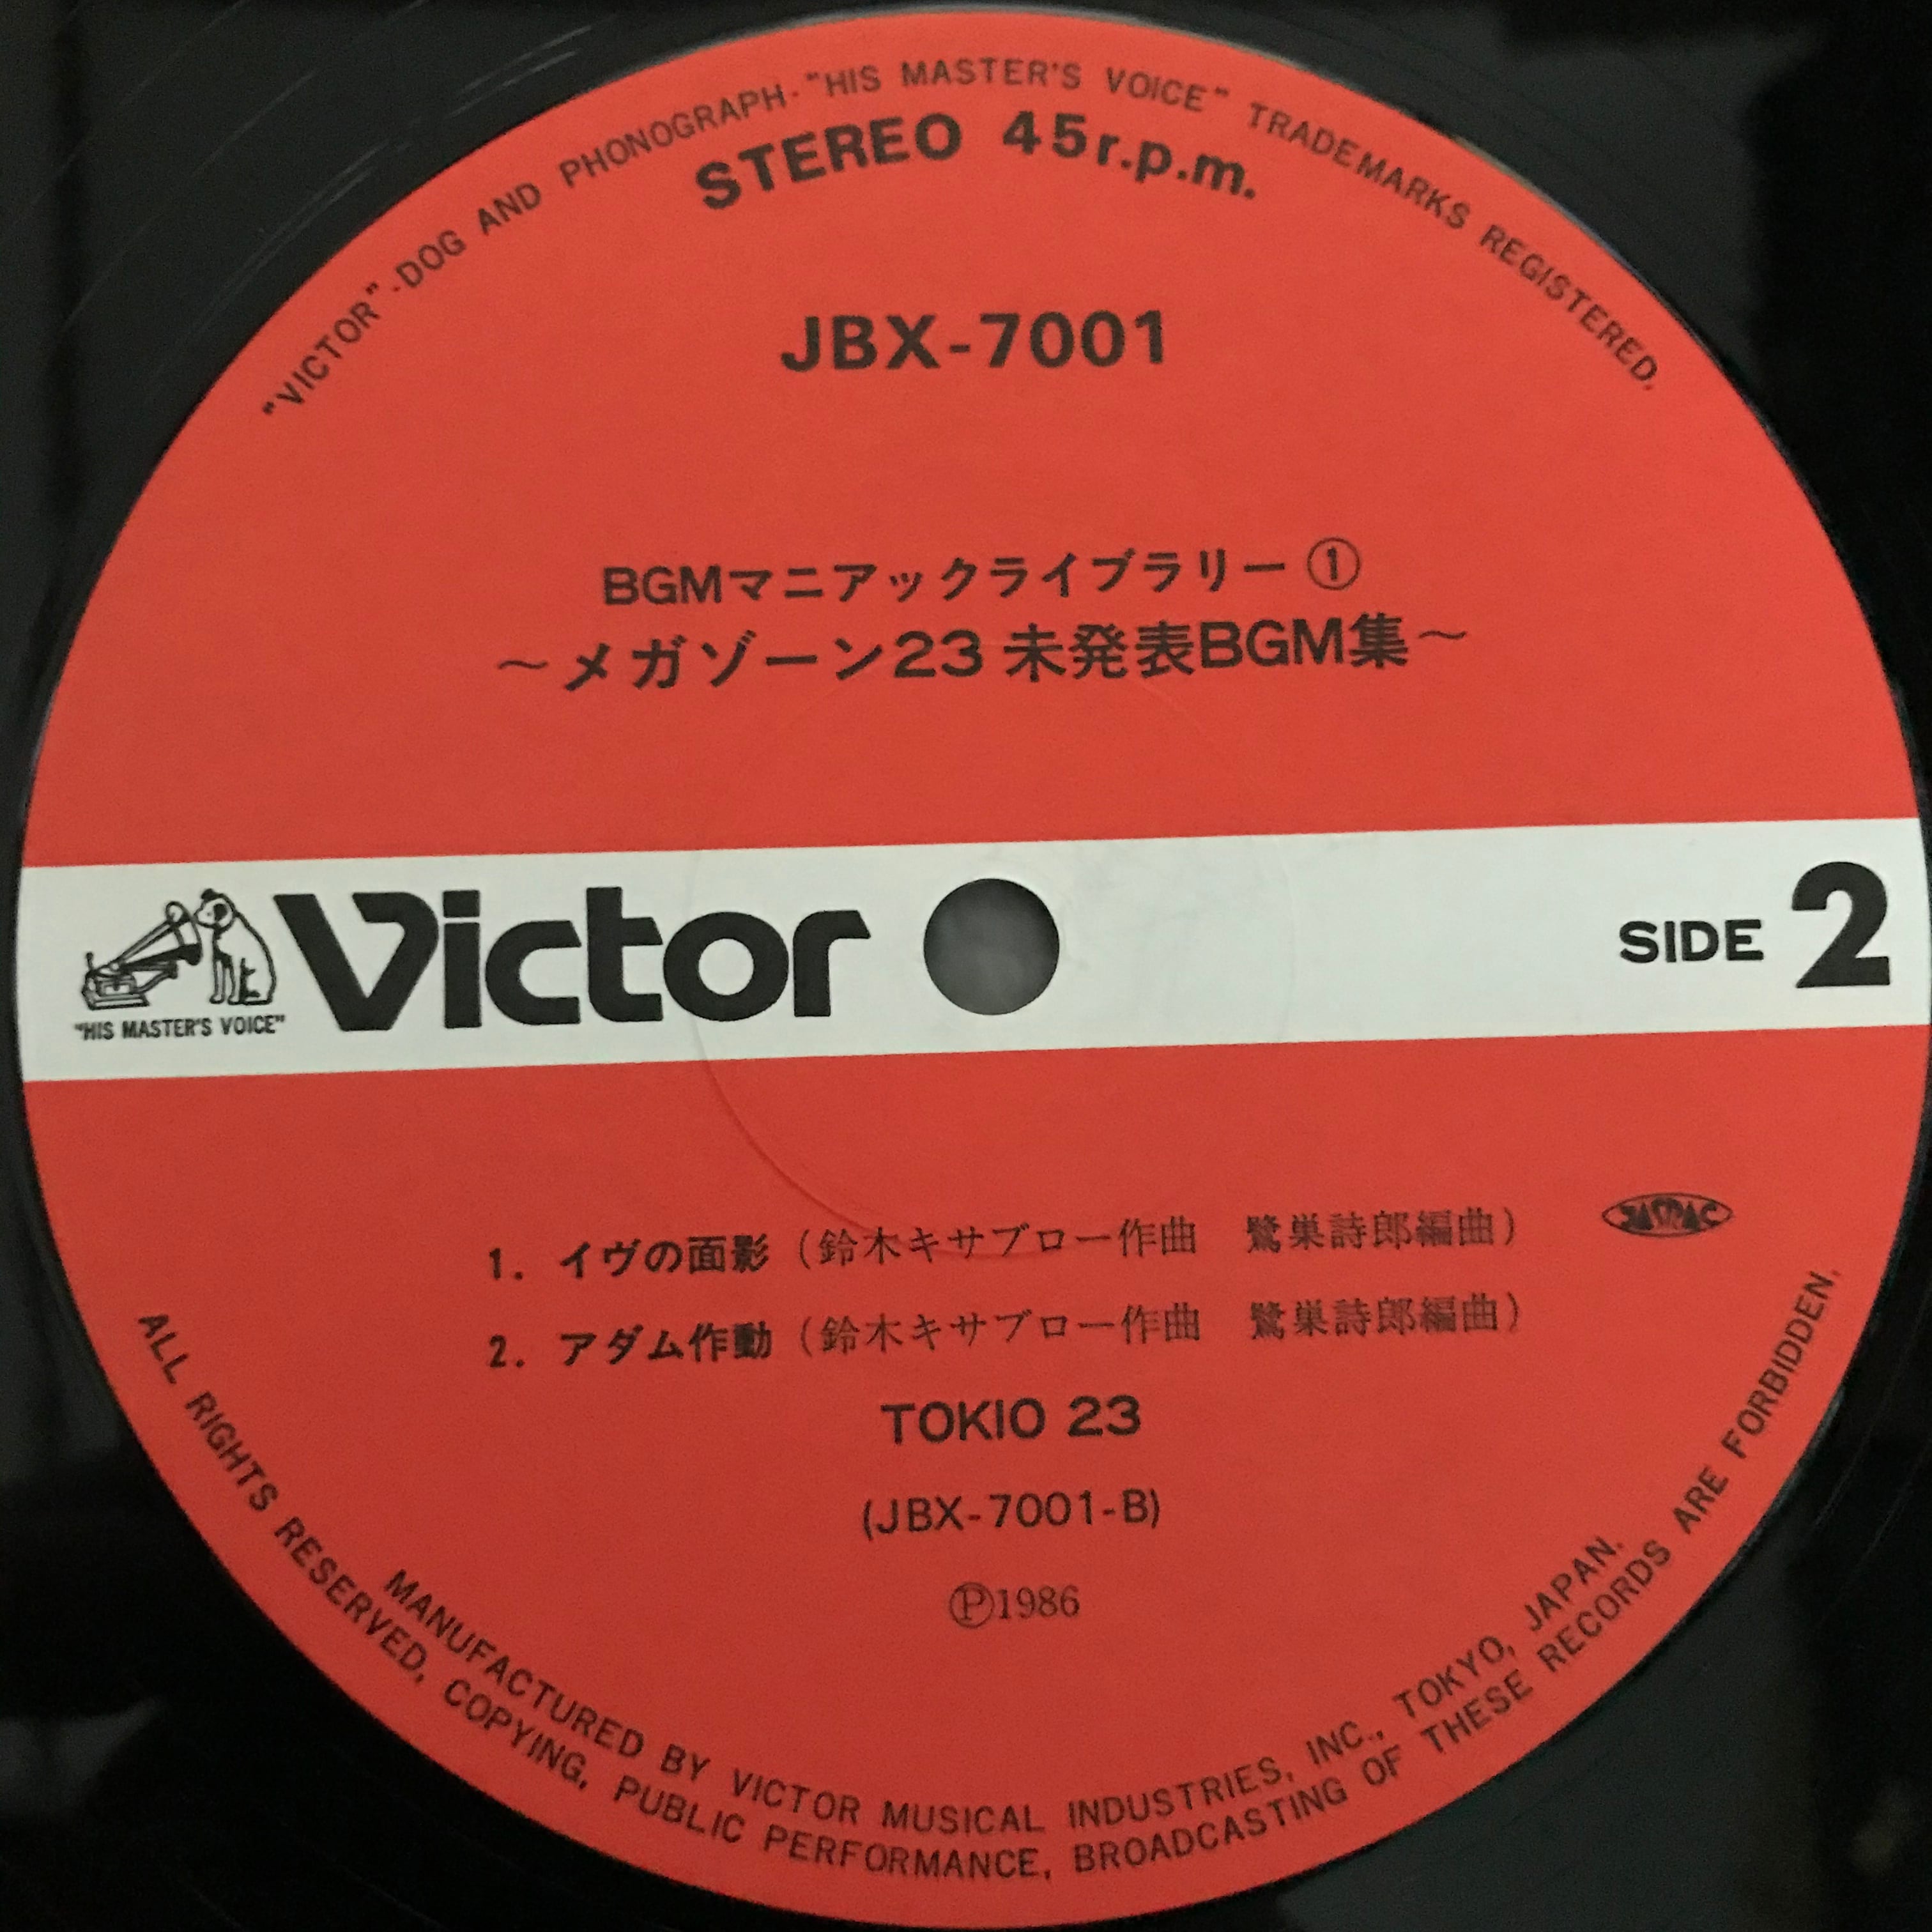 "VICTOR"-DOG AND PHONOGRAPH-"HIS MASTER'S VOICE" TRADEMARKS REGISTERED.
STEREO 45r.p.m.
JBX-7001
BGMマニアックライブラリー①
～メガゾーン23 未発表BGM集～
Victor
SIDE 2
"HIS MASTER'S VOICE"
JASRAC
1. イヴの面影（鈴木キサブロー作曲　鷺巣詩郎編曲）
2. アダム作動（鈴木キサブロー作曲　鷺巣詩郎編曲）
TOKIO 23
(JBX-7001-B)
Ⓟ1986
MANUFACTURED BY VICTOR MUSICAL INDUSTRIES, INC., TOKYO, JAPAN.
ALL RIGHTS RESERVED, COPYING, PUBLIC PERFORMANCE, BROADCASTING OF THESE RECORDS ARE FORBIDDEN.